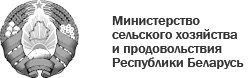 Министерство
сельского хозяйства
и продовольствия
Республики Беларусь